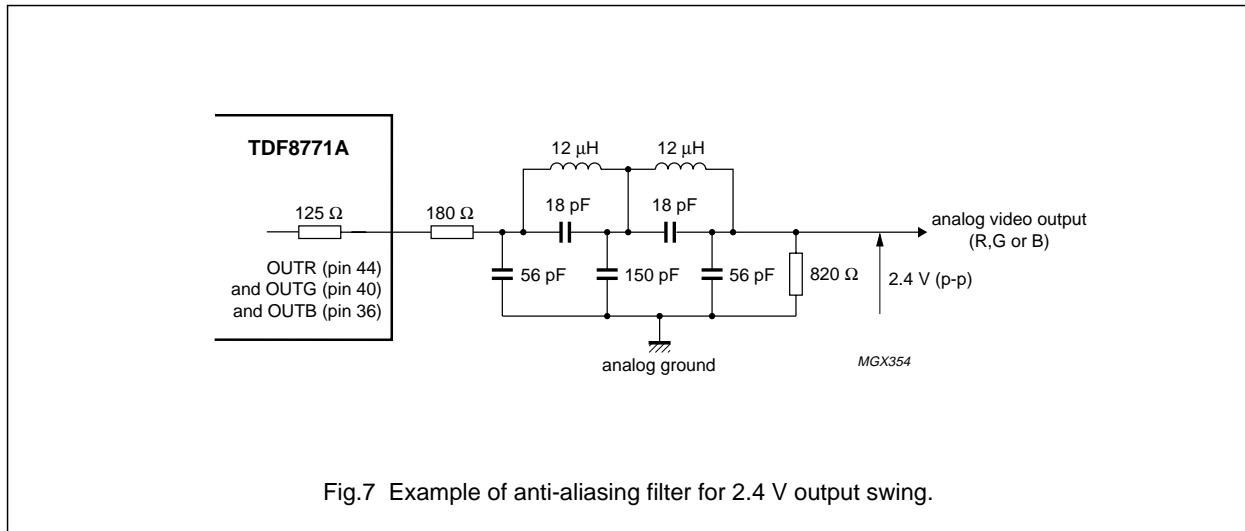 TDF8771A
12 μH
12 μH
125 Ω
180 Ω
18 pF
18 pF
analog video output
(R,G or B)
OUTR (pin 44)
and OUTG (pin 40)
and OUTB (pin 36)
56 pF
150 pF
56 pF
820 Ω
2.4 V (p-p)
analog ground
MGX354
Fig.7 Example of anti-aliasing filter for 2.4 V output swing.